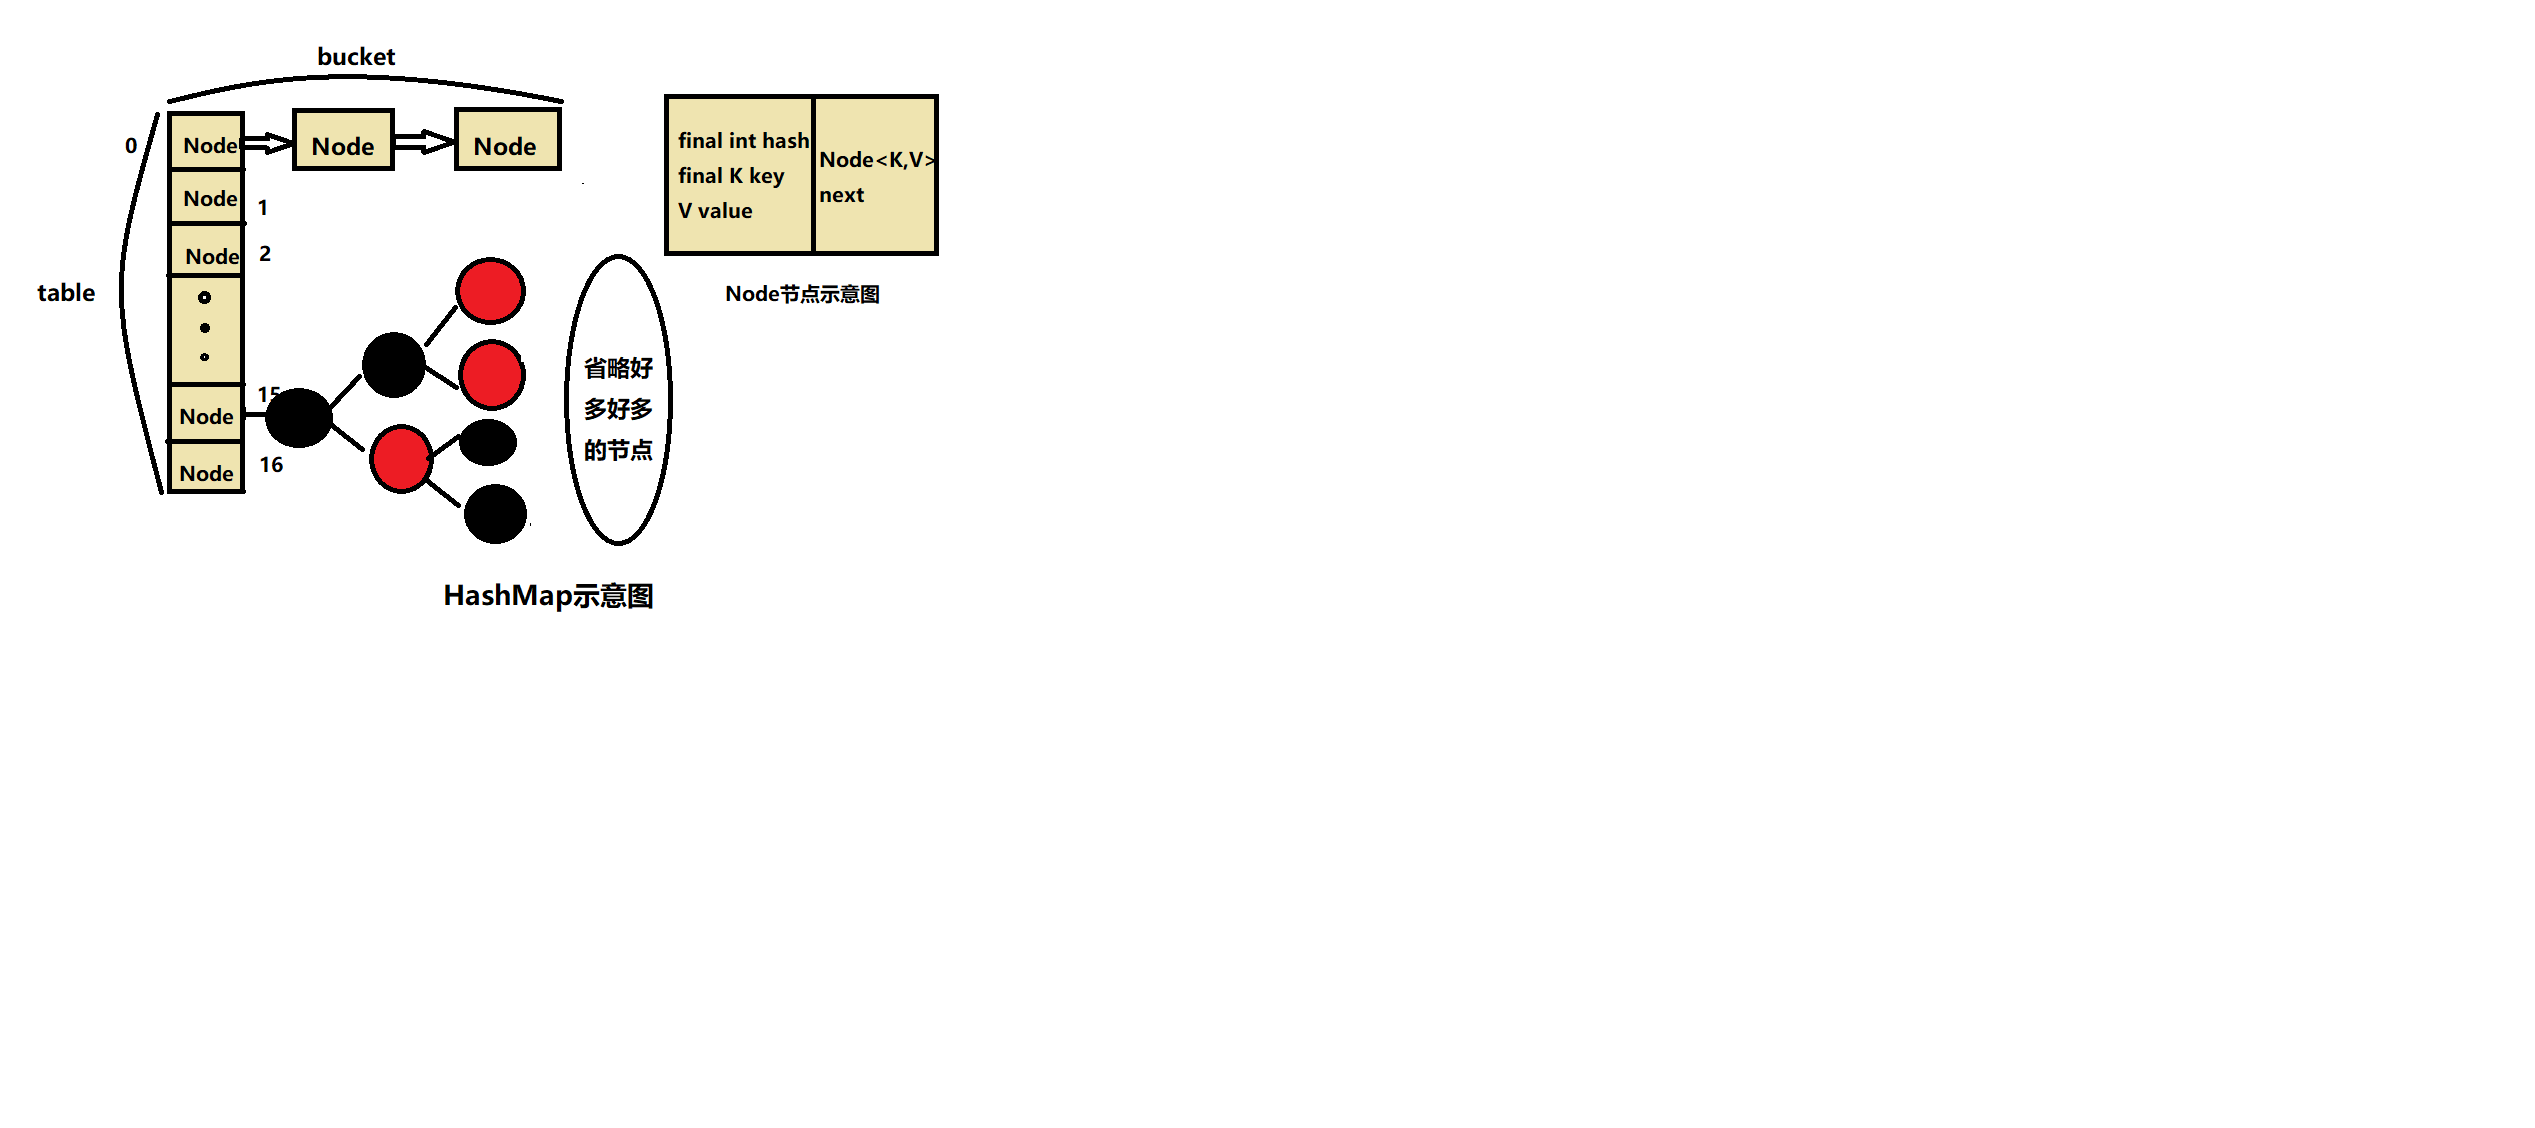 bucket
0
Node
Node
Node
Node
1
Node
2
table
15
Node
Node
16
final int hash
final K key
V value
Node<K,V>
next
Node节点示意图
省略好
多好多
的节点
HashMap示意图